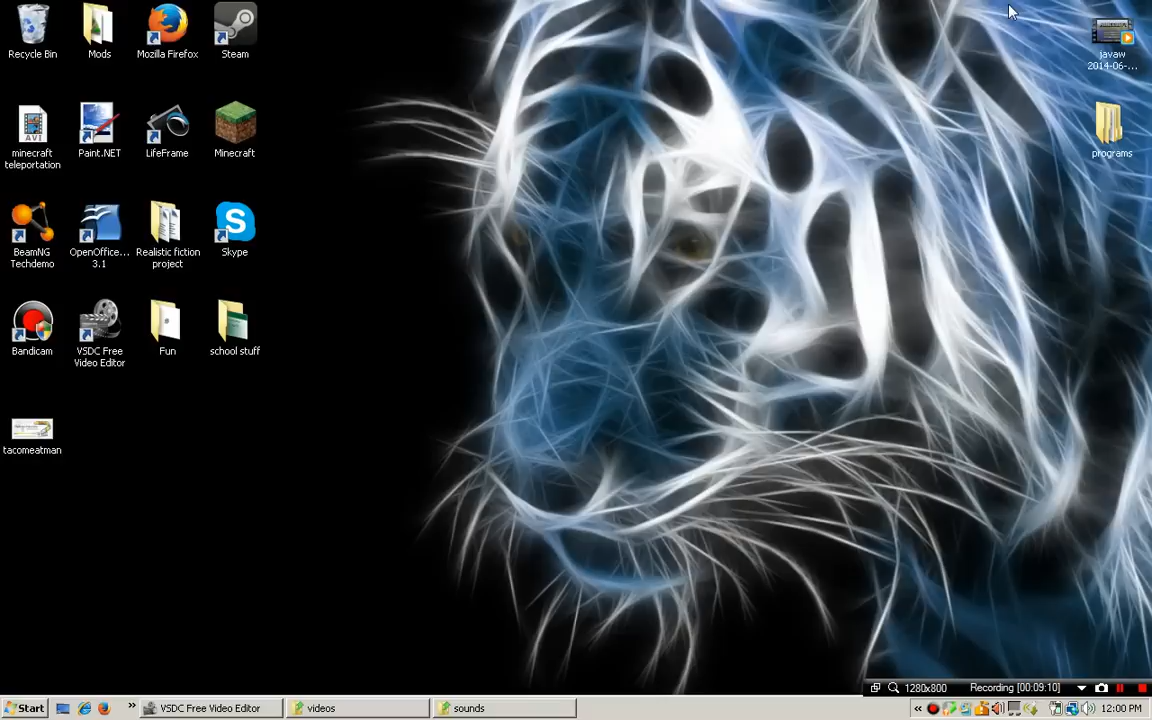 Recycle Bin
Mods
Mozilla Firefox
Steam
javaw
2014-06-...
minecraft
teleportation
AVI
Paint.NET
LifeFrame
Minecraft
programs
BeamNG
Techdemo
OpenOffice...
3.1
Realistic fiction
project
Skype
Bandicam
VSDC Free
Video Editor
Fun
school stuff
tacomeatman
1280x800
Recording [00:09:10]
Start
»
VSDC Free Video Editor
videos
sounds
«
12:00 PM